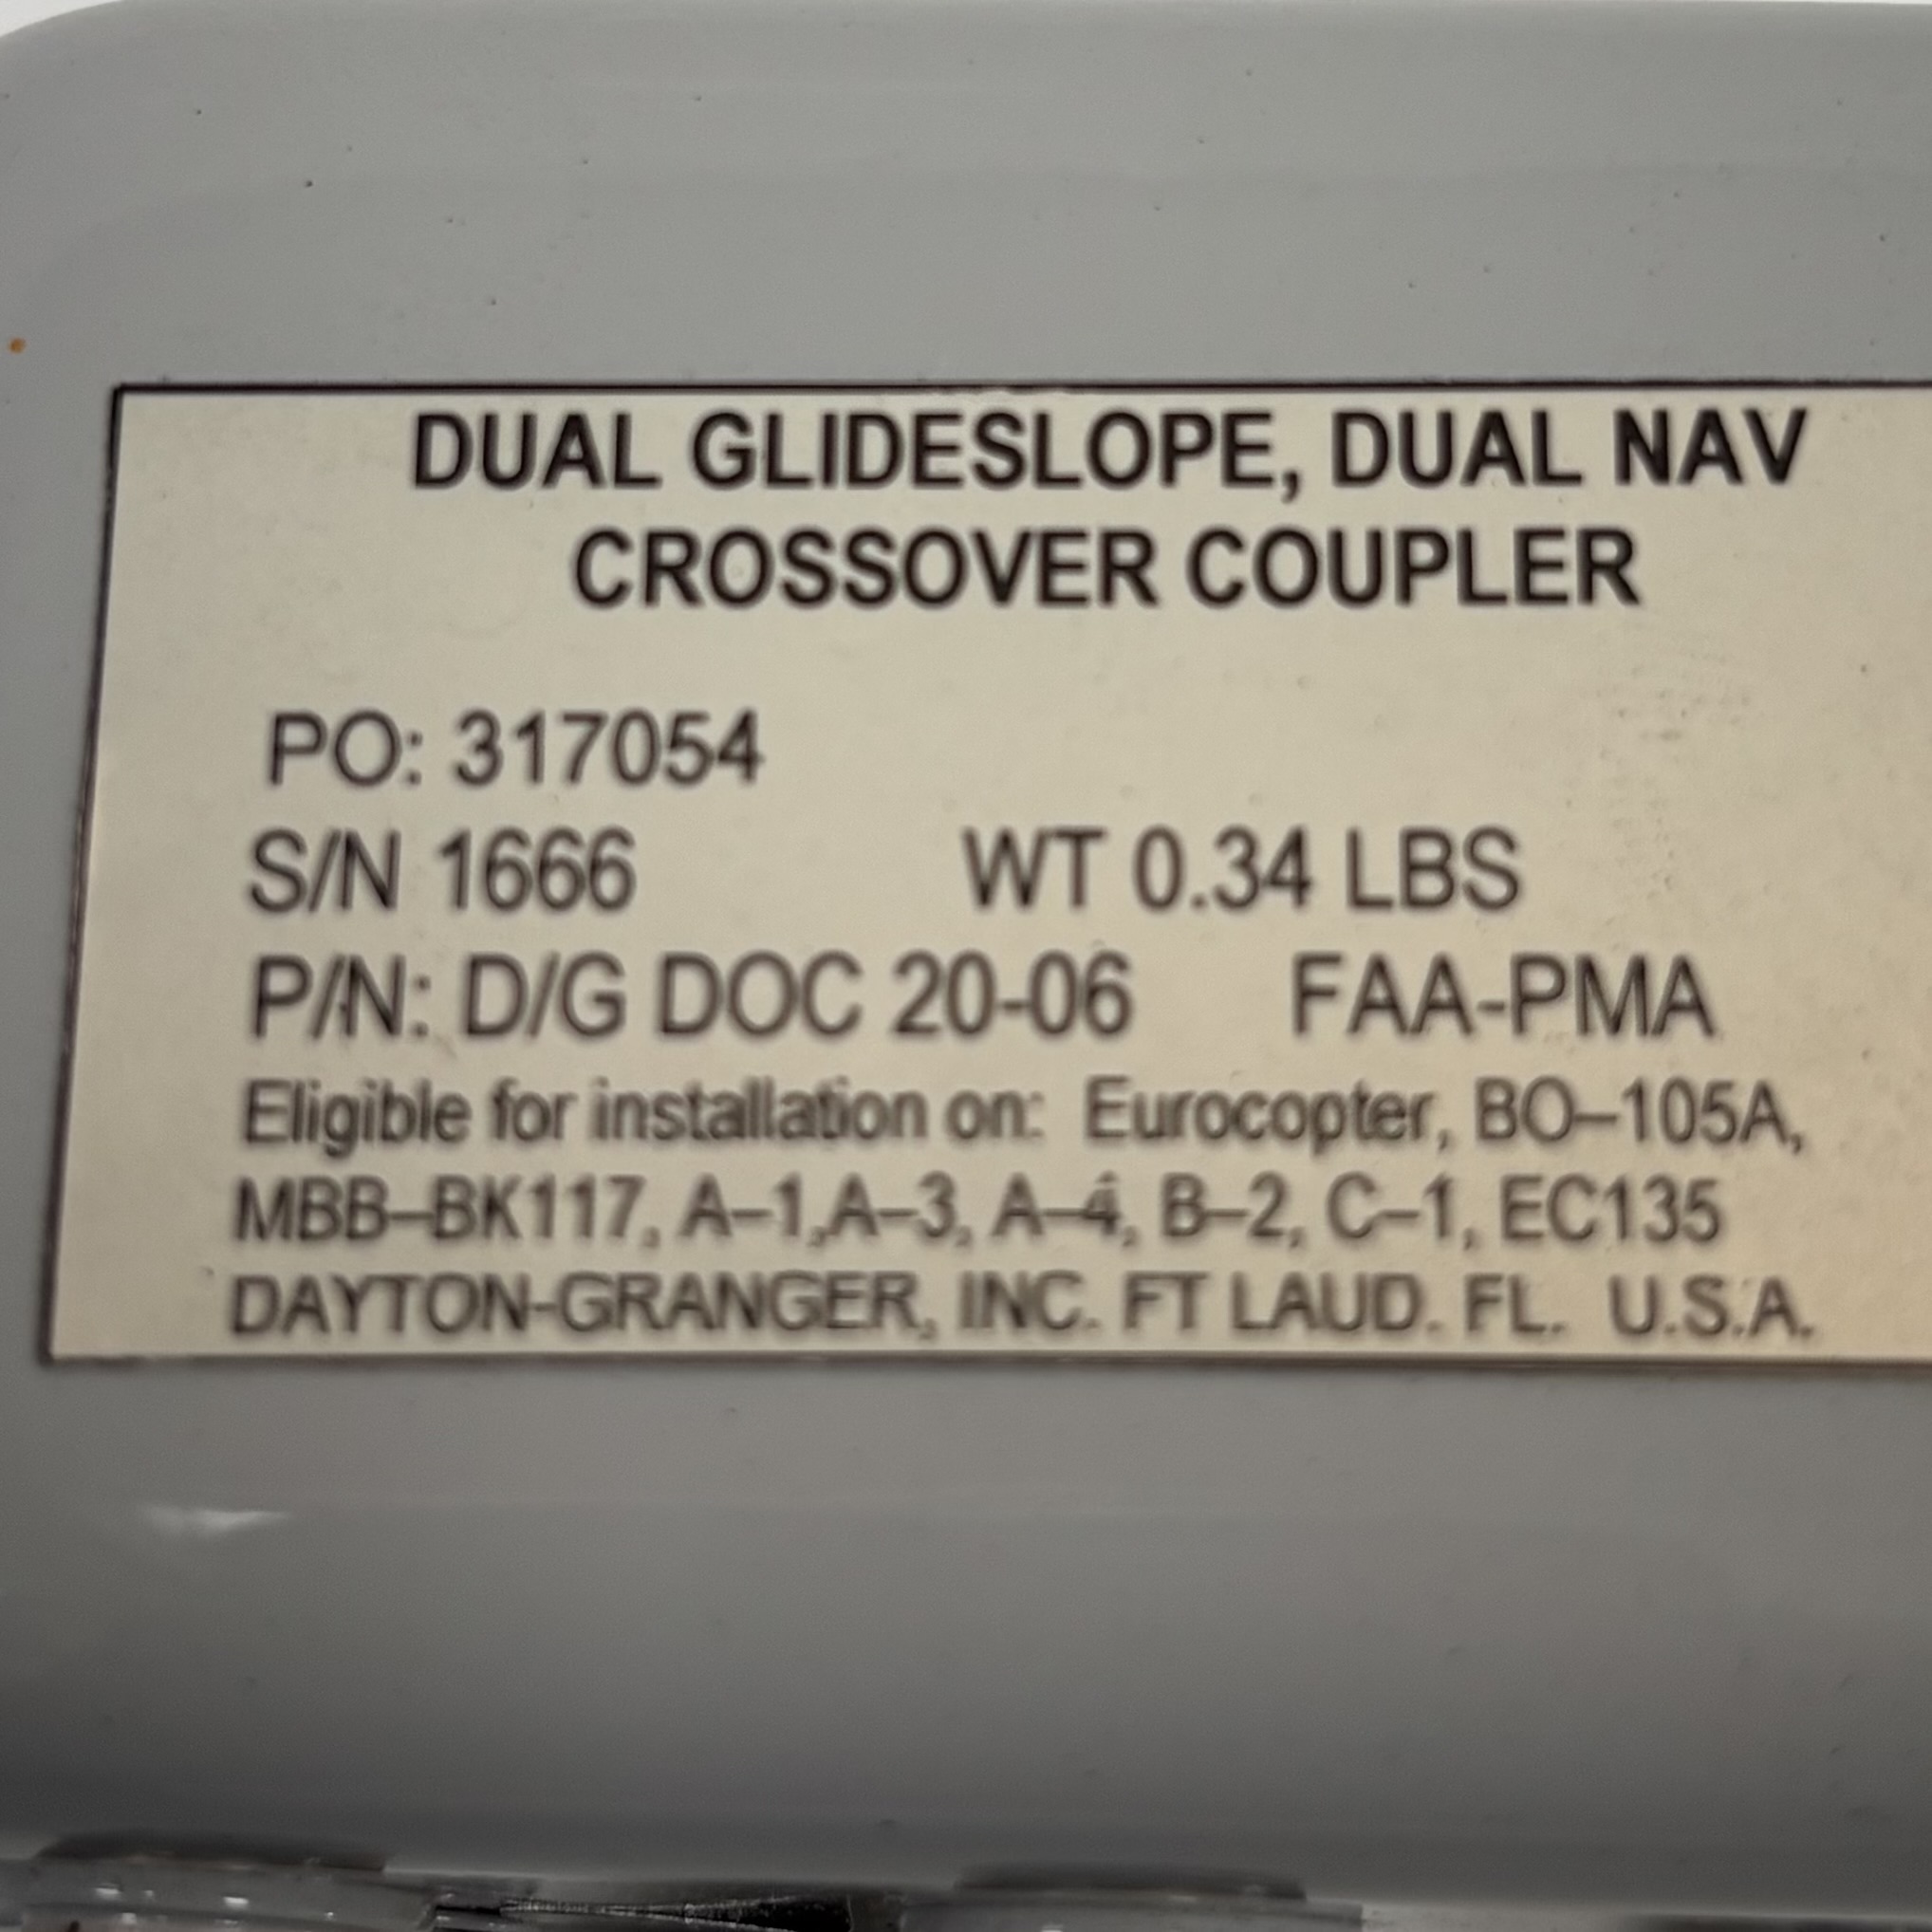 DUAL GLIDESLOPE, DUAL NAV
CROSSOVER COUPLER
PO: 317054
S/N 1666 WT 0.34 LBS
P/N: D/G DOC 20-06 FAA-PMA
Eligible for installation on: Eurocopter, BO–105A,
MBB–BK117, A–1,A–3, A–4, B–2, C–1, EC135
DAYTON-GRANGER, INC. FT LAUD. FL. U.S.A.